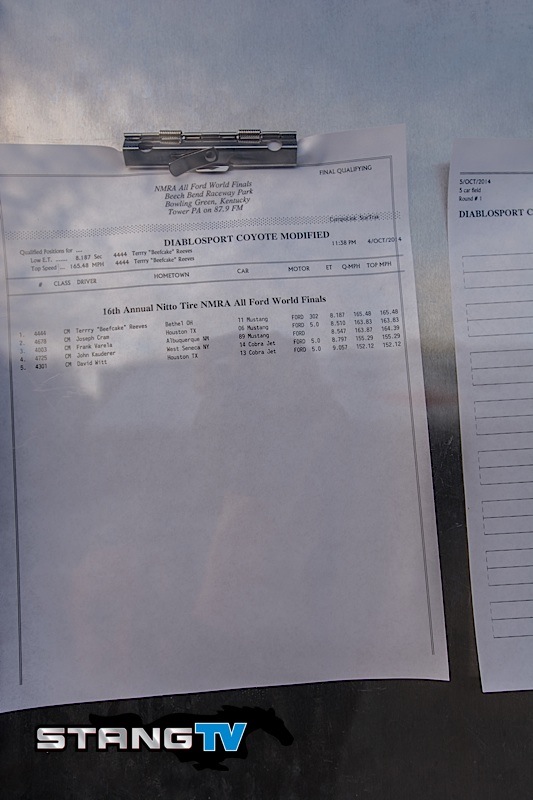 FINAL QUALIFYING
NMRA All Ford World Finals
Beech Bend Raceway Park
Bowling Green, Kentucky
Tower PA on 87.9 FM
CompuLink StarTrak
DIABLOSPORT COYOTE MODIFIED
11:38 PM 4/OCT/2014
Qualified Positions for ....
Low E.T. ...... 8.187 Sec 4444 Terrry "Beefcake" Reeves
Top Speed .... 165.48 MPH 4444 Terrry "Beefcake" Reeves
# CLASS DRIVER HOMETOWN CAR MOTOR ET Q-MPH TOP MPH
16th Annual Nitto Tire NMRA All Ford World Finals
1. 4444 CM Terrry "Beefcake" Reeves Bethel OH 11 Mustang FORD 302 8.187 165.48 165.48
2. 4678 CM Joseph Cram Houston TX 06 Mustang FORD 5.0 8.510 163.83 163.83
3. 4003 CM Frank Varela Albuquerque NM 89 Mustang FORD 8.547 163.87 164.39
4. 4725 CM John Kauderer West Seneca NY 14 Cobra Jet FORD 5.0 8.797 155.29 155.29
5. 4301 CM David Witt Houston TX 13 Cobra Jet FORD 5.0 9.057 152.12 152.12
5/OCT/2014
5 car field
Round # 1
DIABLOSPORT C
STANGTV